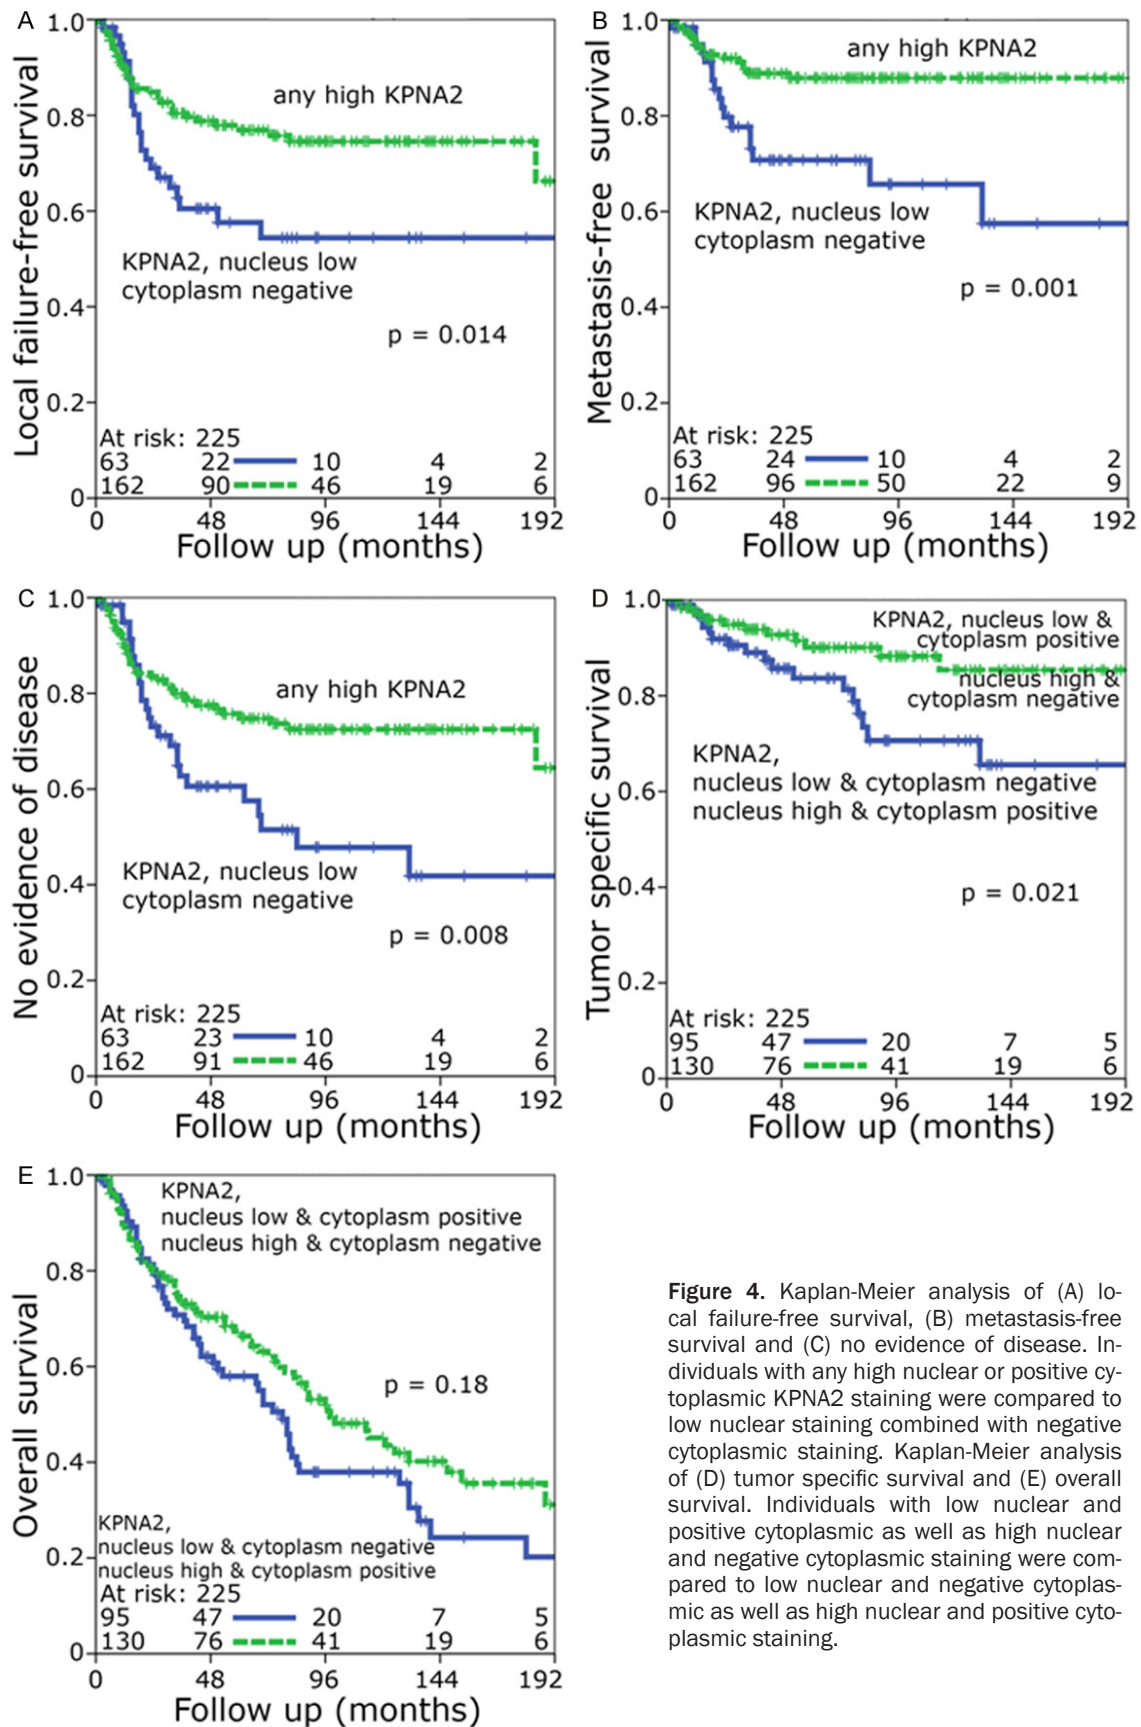 A
1.0
0.8
0.6
0.4
0.2
0
Local failure-free survival
any high KPNA2
KPNA2, nucleus low
cytoplasm negative
p = 0.014
At risk: 225
63 22 10 4 2
162 90 46 19 6
0 48 96 144 192
Follow up (months)
B
1.0
0.8
0.6
0.4
0.2
0
Metastasis-free survival
any high KPNA2
KPNA2, nucleus low
cytoplasm negative
p = 0.001
At risk: 225
63 24 10 4 2
162 96 50 22 9
0 48 96 144 192
Follow up (months)
C
1.0
0.8
0.6
0.4
0.2
0
No evidence of disease
any high KPNA2
KPNA2, nucleus low
cytoplasm negative
p = 0.008
At risk: 225
63 23 10 4 2
162 91 46 19 6
0 48 96 144 192
Follow up (months)
D
1.0
0.8
0.6
0.4
0.2
0
Tumor specific survival
KPNA2, nucleus low &
cytoplasm positive
nucleus high &
cytoplasm negative
KPNA2,
nucleus low & cytoplasm negative
nucleus high & cytoplasm positive
p = 0.021
At risk: 225
95 47 20 7 5
130 76 41 19 6
0 48 96 144 192
Follow up (months)
E
1.0
0.8
0.6
0.4
0.2
0
Overall survival
KPNA2,
nucleus low & cytoplasm positive
nucleus high & cytoplasm negative
p = 0.18
KPNA2,
nucleus low & cytoplasm negative
nucleus high & cytoplasm positive
At risk: 225
95 47 20 7 5
130 76 41 19 6
0 48 96 144 192
Follow up (months)
Figure 4. Kaplan-Meier analysis of (A) lo-
cal failure-free survival, (B) metastasis-free
survival and (C) no evidence of disease. In-
dividuals with any high nuclear or positive cy-
toplasmic KPNA2 staining were compared to
low nuclear staining combined with negative
cytoplasmic staining. Kaplan-Meier analysis
of (D) tumor specific survival and (E) overall
survival. Individuals with low nuclear and
positive cytoplasmic as well as high nuclear
and negative cytoplasmic staining were com-
pared to low nuclear and negative cytoplas-
mic as well as high nuclear and positive cyto-
plasmic staining.